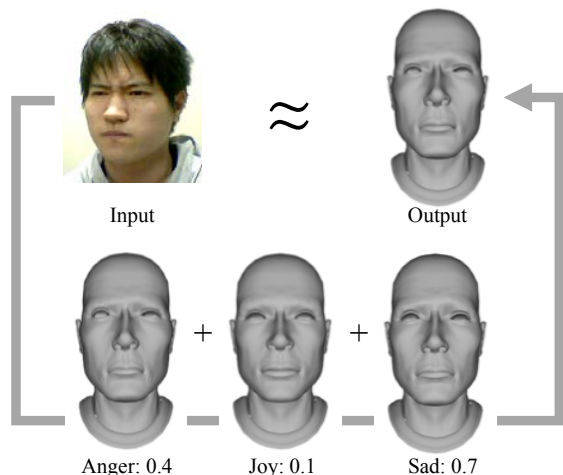 ≈
Input
Output
+ +
Anger: 0.4
Joy: 0.1
Sad: 0.7